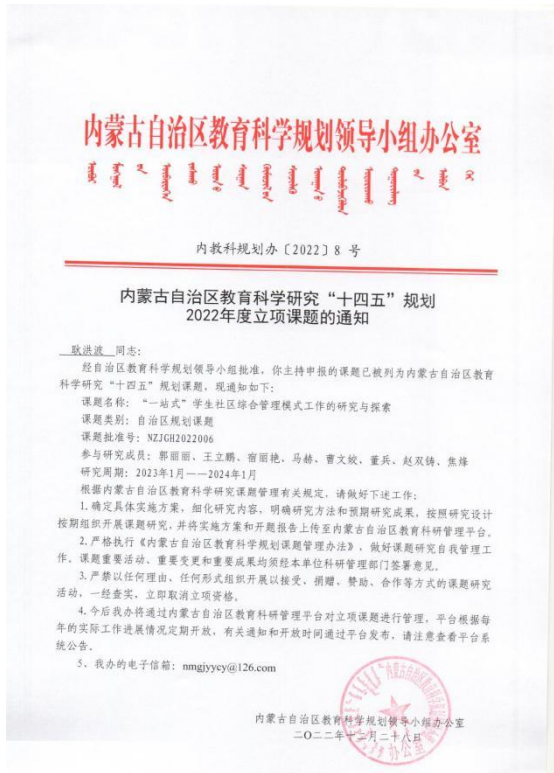 内蒙古自治区教育科学规划领导小组办公室
内教科规划办〔2022〕8 号
内蒙古自治区教育科学研究“十四五”规划
2022年度立项课题的通知
耿洪波 同志：
经自治区教育科学规划领导小组批准，你主持申报的课题已被列为内蒙古自治区教育
科学研究“十四五”规划课题，现通知如下：
课题名称：“一站式”学生社区综合管理模式工作的研究与探索
课题类别：自治区规划课题
课题批准号：NZJGH2022006
参与研究成员：郭丽丽、王立鹏、宿丽艳、马赫、曹文姣、董兵、赵双铸、焦烽
研究周期：2023年1月——2024年1月
根据内蒙古自治区教育科学研究课题管理有关规定，请做好下述工作：
1.确定具体实施方案，细化研究内容，明确研究方法和预期研究成果，按照研究设计
按期组织开展课题研究，并将实施方案和开题报告上传至内蒙古自治区教育科研管理平台。
2.严格执行《内蒙古自治区教育科学规划课题管理办法》，做好课题研究自我管理工
作。课题重要活动、重要变更和重要成果均须经本单位科研管理部门签署意见。
3.严禁以任何理由、任何形式组织开展以接受、捐赠、赞助、合作等方式的课题研究
活动，一经查实，立即取消立项资格。
4.今后我办将通过内蒙古自治区教育科研管理平台对立项课题进行管理，平台根据每
年的实际工作进展情况定期开放，有关通知和开放时间通过平台发布，请注意查看平台系
统公告。
5、我办的电子信箱：nmgjyycy@126.com
内蒙古自治区教育科学规划领导小组办公室
二〇二二年十二月二十八日